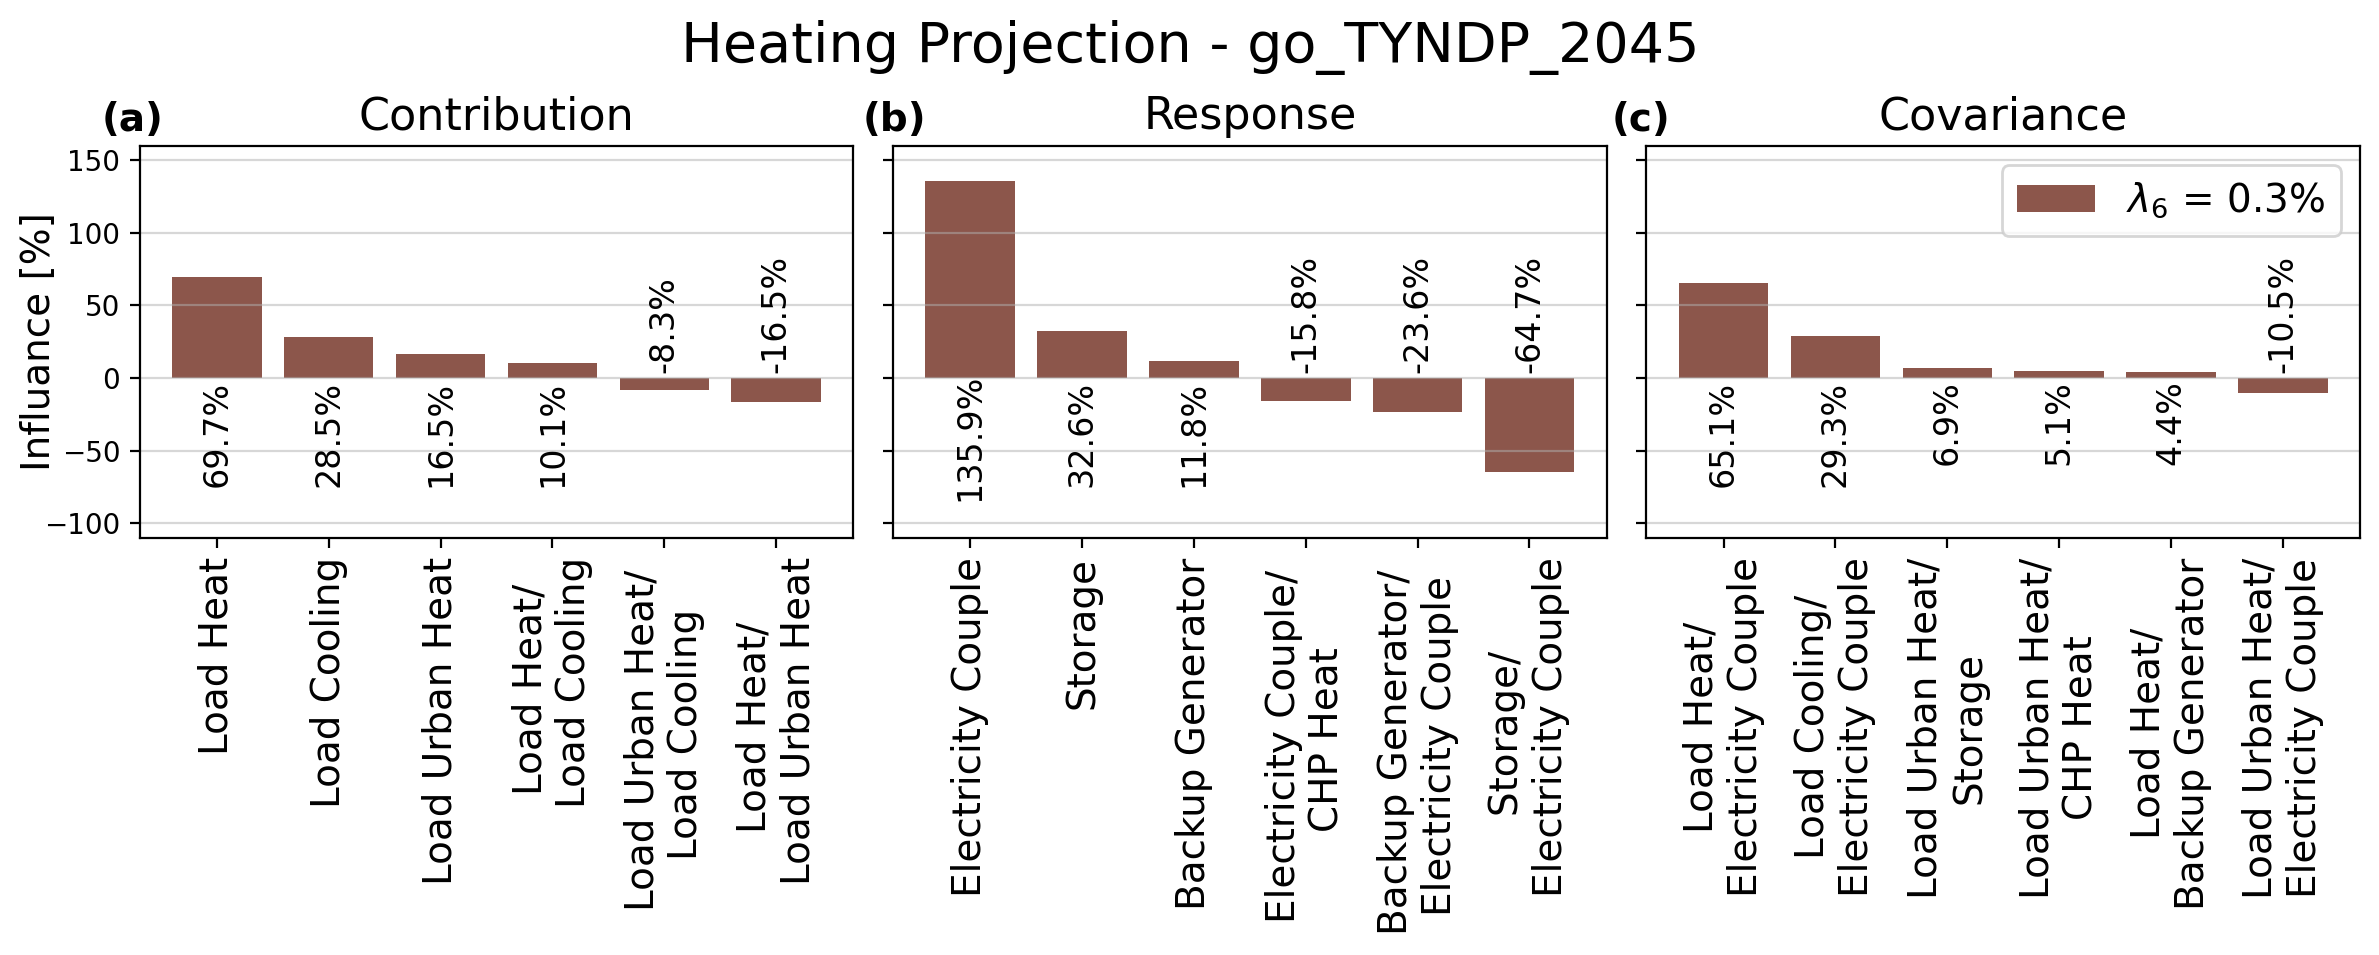 Heating Projection - go_TYNDP_2045
(a)
Contribution
Influance [%]
150
100
50
0
−50
−100
69.7%
28.5%
16.5%
10.1%
-8.3%
-16.5%
Load Heat
Load Cooling
Load Urban Heat
Load Heat/
Load Cooling
Load Urban Heat/
Load Cooling
Load Heat/
Load Urban Heat
(b)
Response
135.9%
32.6%
11.8%
-15.8%
-23.6%
-64.7%
Electricity Couple
Storage
Backup Generator
Electricity Couple/
CHP Heat
Backup Generator/
Electricity Couple
Storage/
Electricity Couple
(c)
Covariance
λ₆ = 0.3%
65.1%
29.3%
6.9%
5.1%
4.4%
-10.5%
Load Heat/
Electricity Couple
Load Cooling/
Electricity Couple
Load Urban Heat/
Storage
Load Urban Heat/
CHP Heat
Load Heat/
Backup Generator
Load Urban Heat/
Electricity Couple